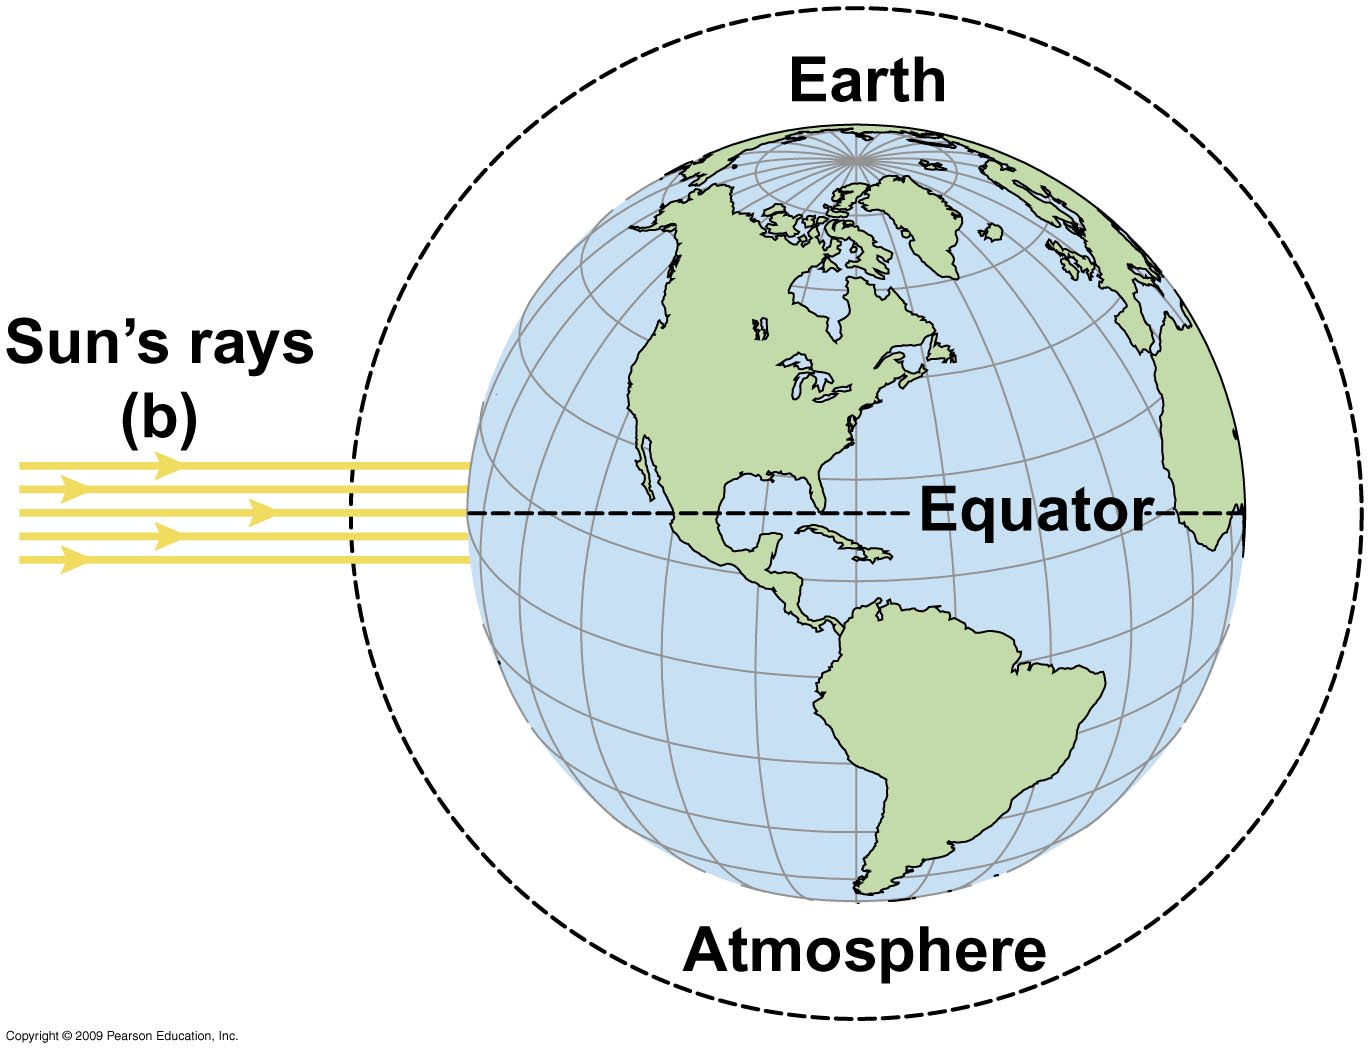 Earth
Sun’s rays
(b)
Equator
Atmosphere
Copyright © 2009 Pearson Education, Inc.